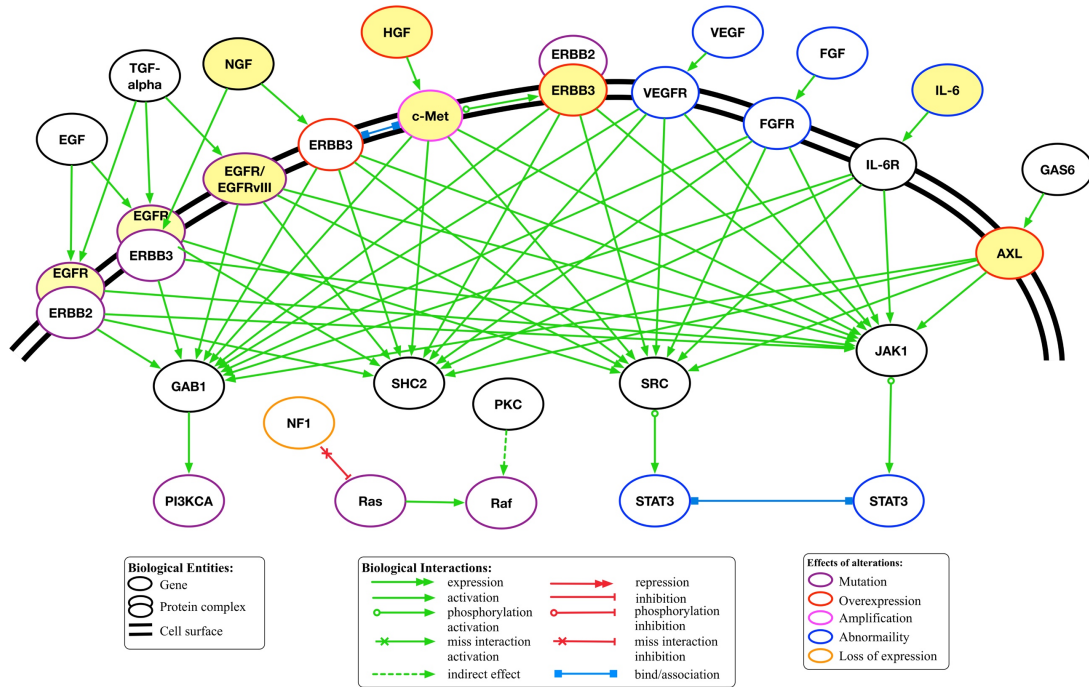 HGF
VEGF
ERBB2
NGF
FGF
TGF-
alpha
IL-6
ERBB3
VEGFR
c-Met
FGFR
EGF
ERBB3
IL-6R
GAS6
EGFR/
EGFRvIII
EGFR
ERBB3
AXL
EGFR
ERBB2
JAK1
GAB1
SHC2
SRC
PKC
NF1
PI3KCA
Ras
Raf
STAT3
STAT3
Biological Entities:
Gene
Protein complex
Cell surface
Biological Interactions:
expression
activation
phosphorylation
activation
miss interaction
activation
indirect effect
repression
inhibition
phosphorylation
inhibition
miss interaction
inhibition
bind/association
Effects of alterations:
Mutation
Overexpression
Amplification
Abnormaility
Loss of expression